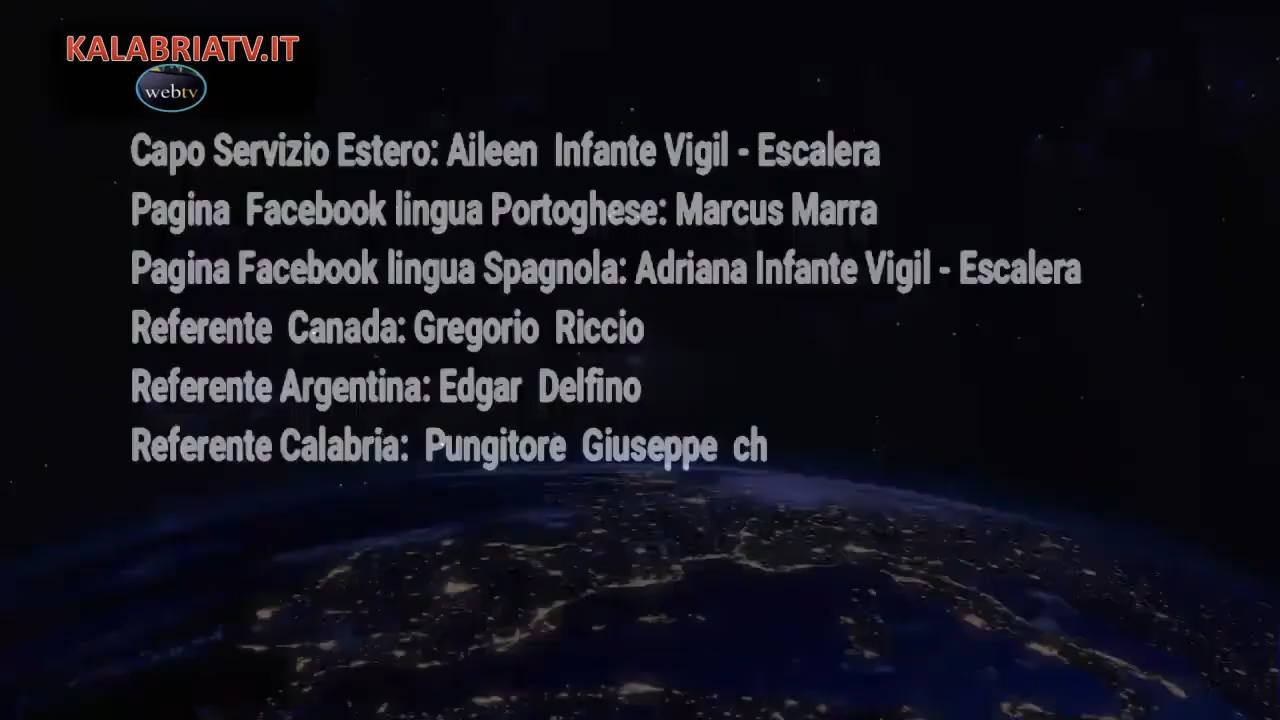 KALABRIATV.IT
webtv
Capo Servizio Estero: Aileen Infante Vigil - Escalera
Pagina Facebook lingua Portoghese: Marcus Marra
Pagina Facebook lingua Spagnola: Adriana Infante Vigil - Escalera
Referente Canada: Gregorio Riccio
Referente Argentina: Edgar Delfino
Referente Calabria: Pungitore Giuseppe ch